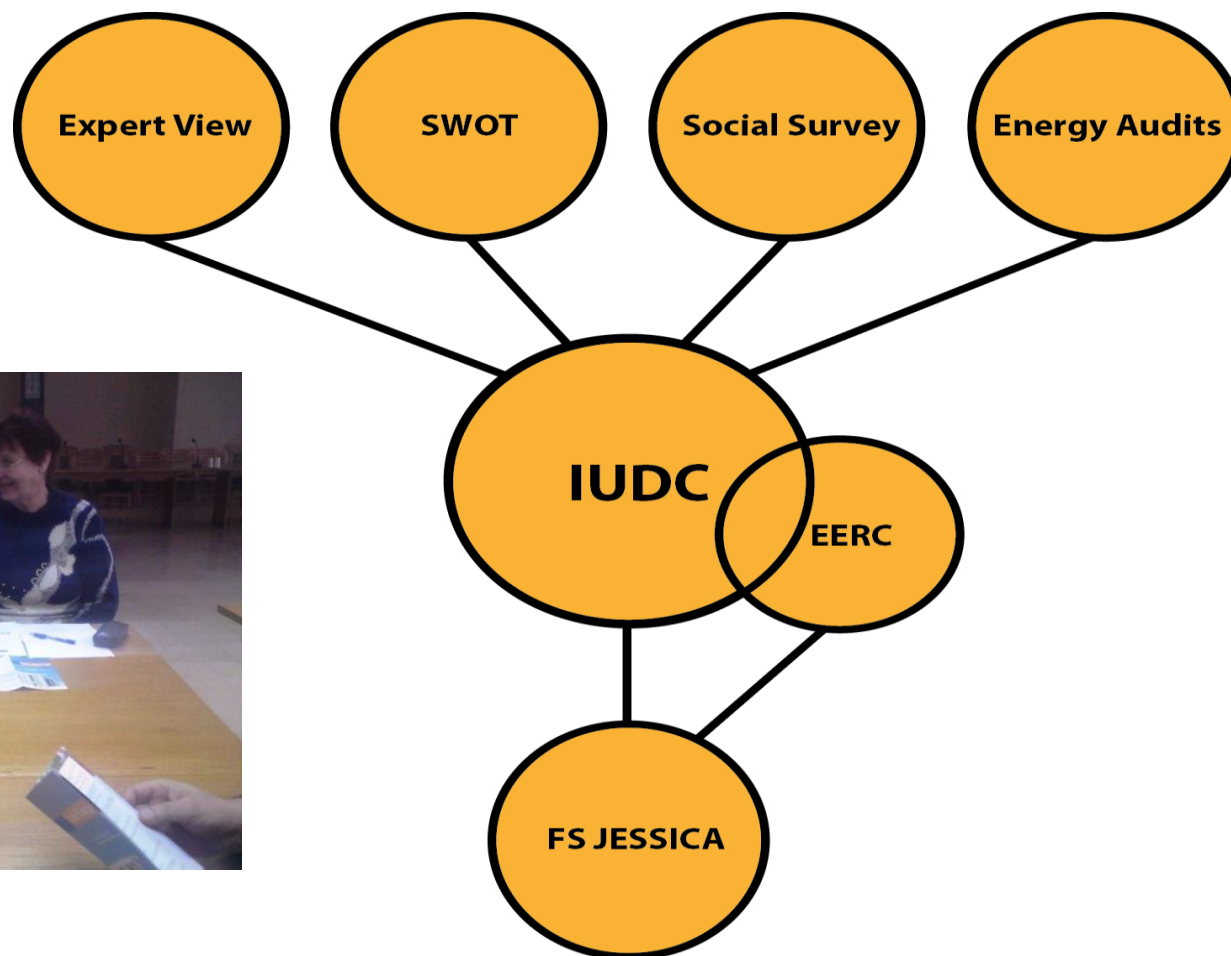 Expert View
SWOT
Social Survey
Energy Audits
IUDC
EERC
FS JESSICA